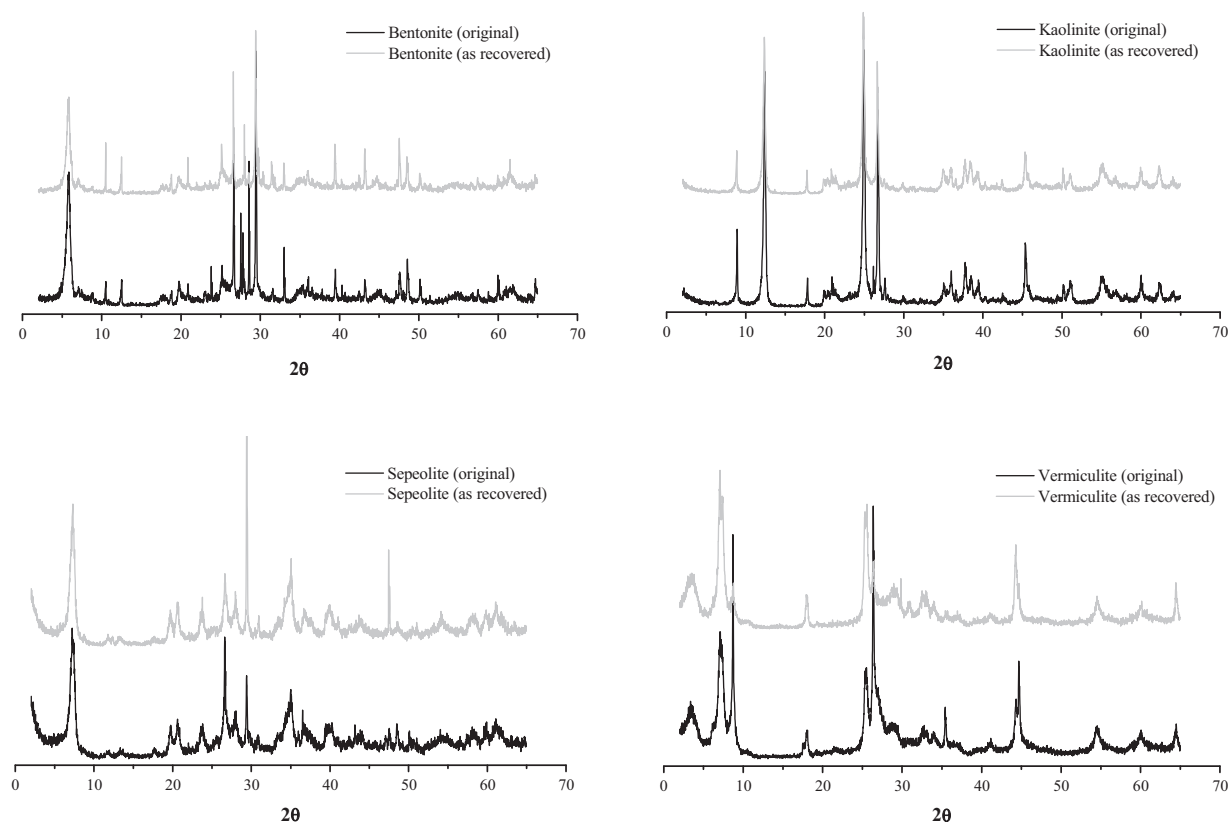 Bentonite (original)
Bentonite (as recovered)
0 10 20 30 40 50 60 70
2θ
Kaolinite (original)
Kaolinite (as recovered)
0 10 20 30 40 50 60 70
2θ
Sepeolite (original)
Sepeolite (as recovered)
0 10 20 30 40 50 60 70
2θ
Vermiculite (original)
Vermiculite (as recovered)
0 10 20 30 40 50 60 70
2θ